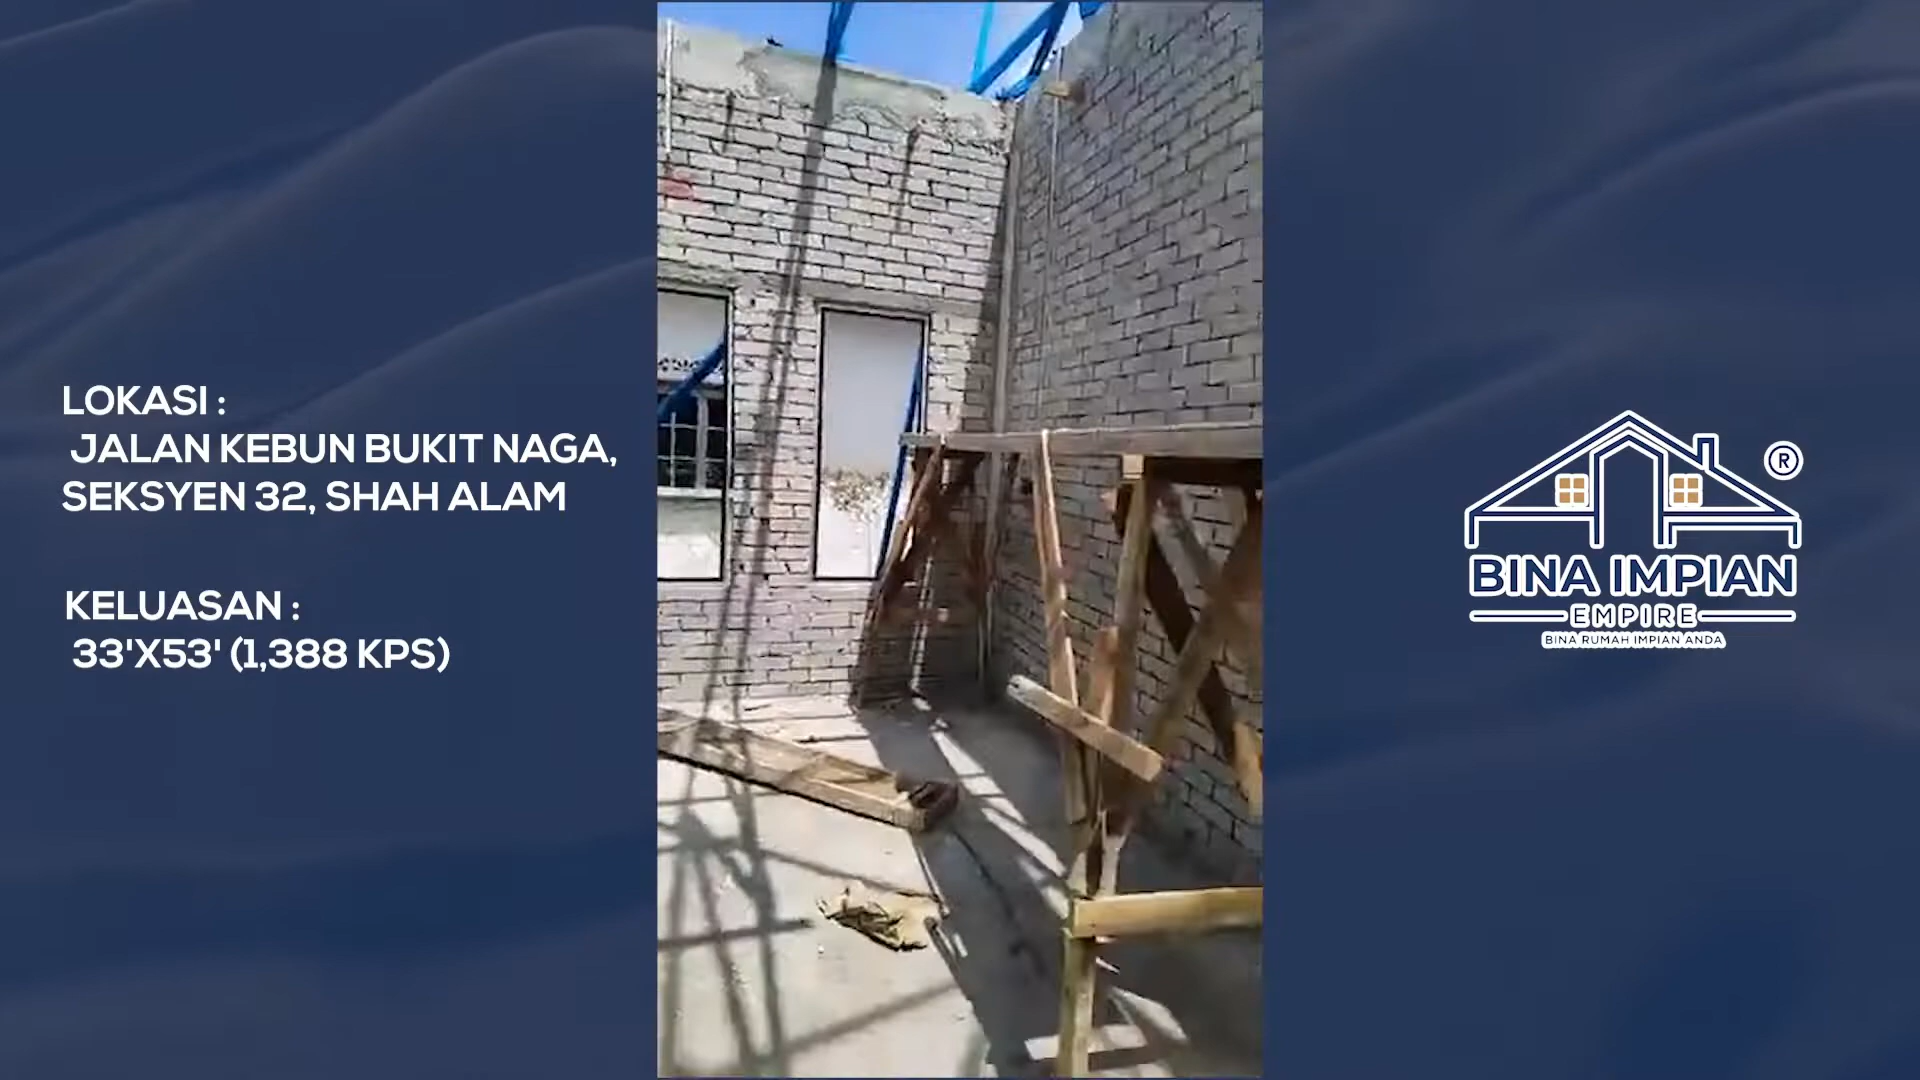 LOKASI :
JALAN KEBUN BUKIT NAGA,
SEKSYEN 32, SHAH ALAM
KELUASAN :
33'X53' (1,388 KPS)
®
BINA IMPIAN
EMPIRE
BINA RUMAH IMPIAN ANDA